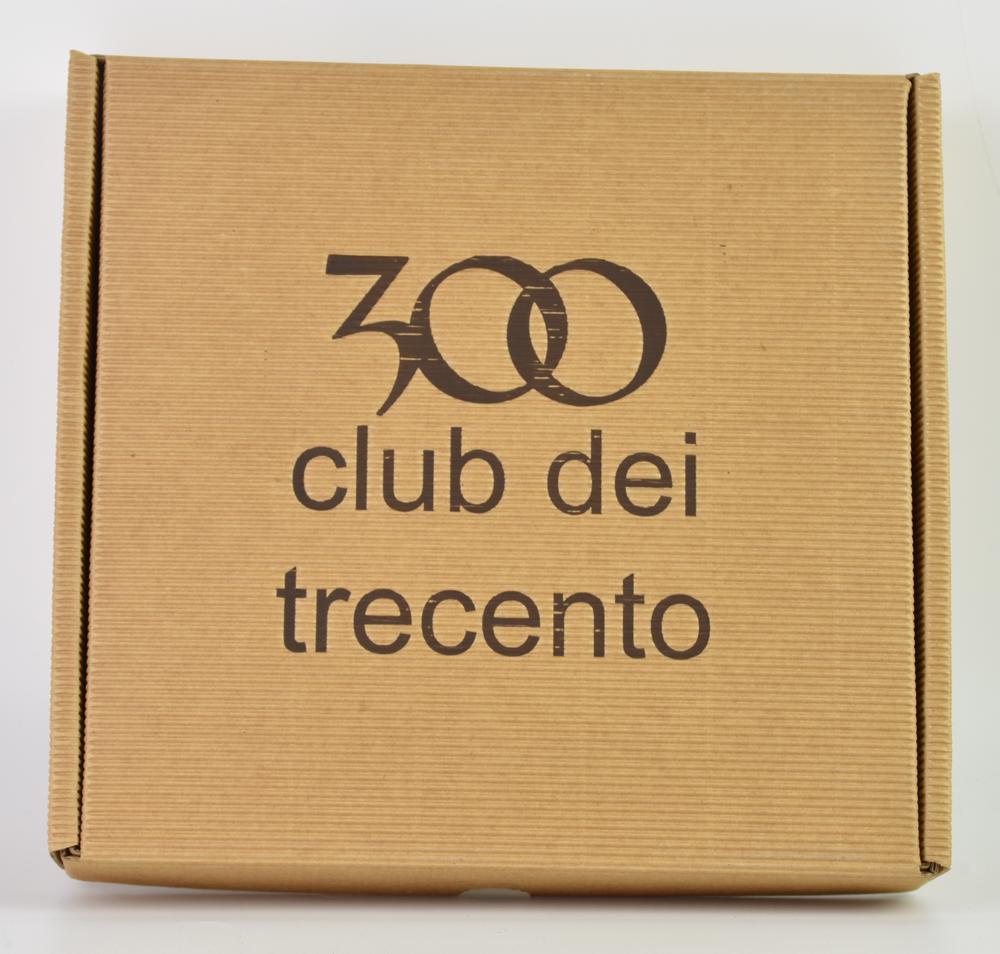 300
club dei
trecento